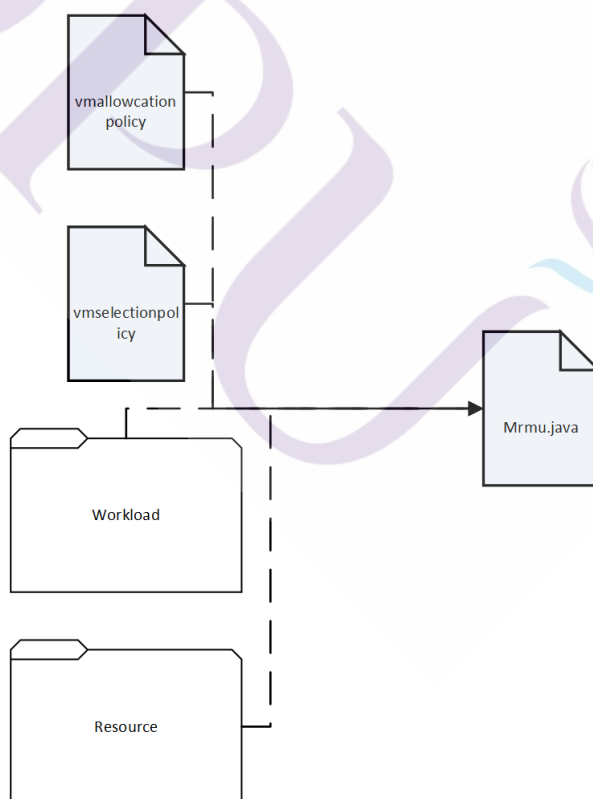 vmallowcation
policy
vmselectionpol
icy
Mrmu.java
Workload
Resource